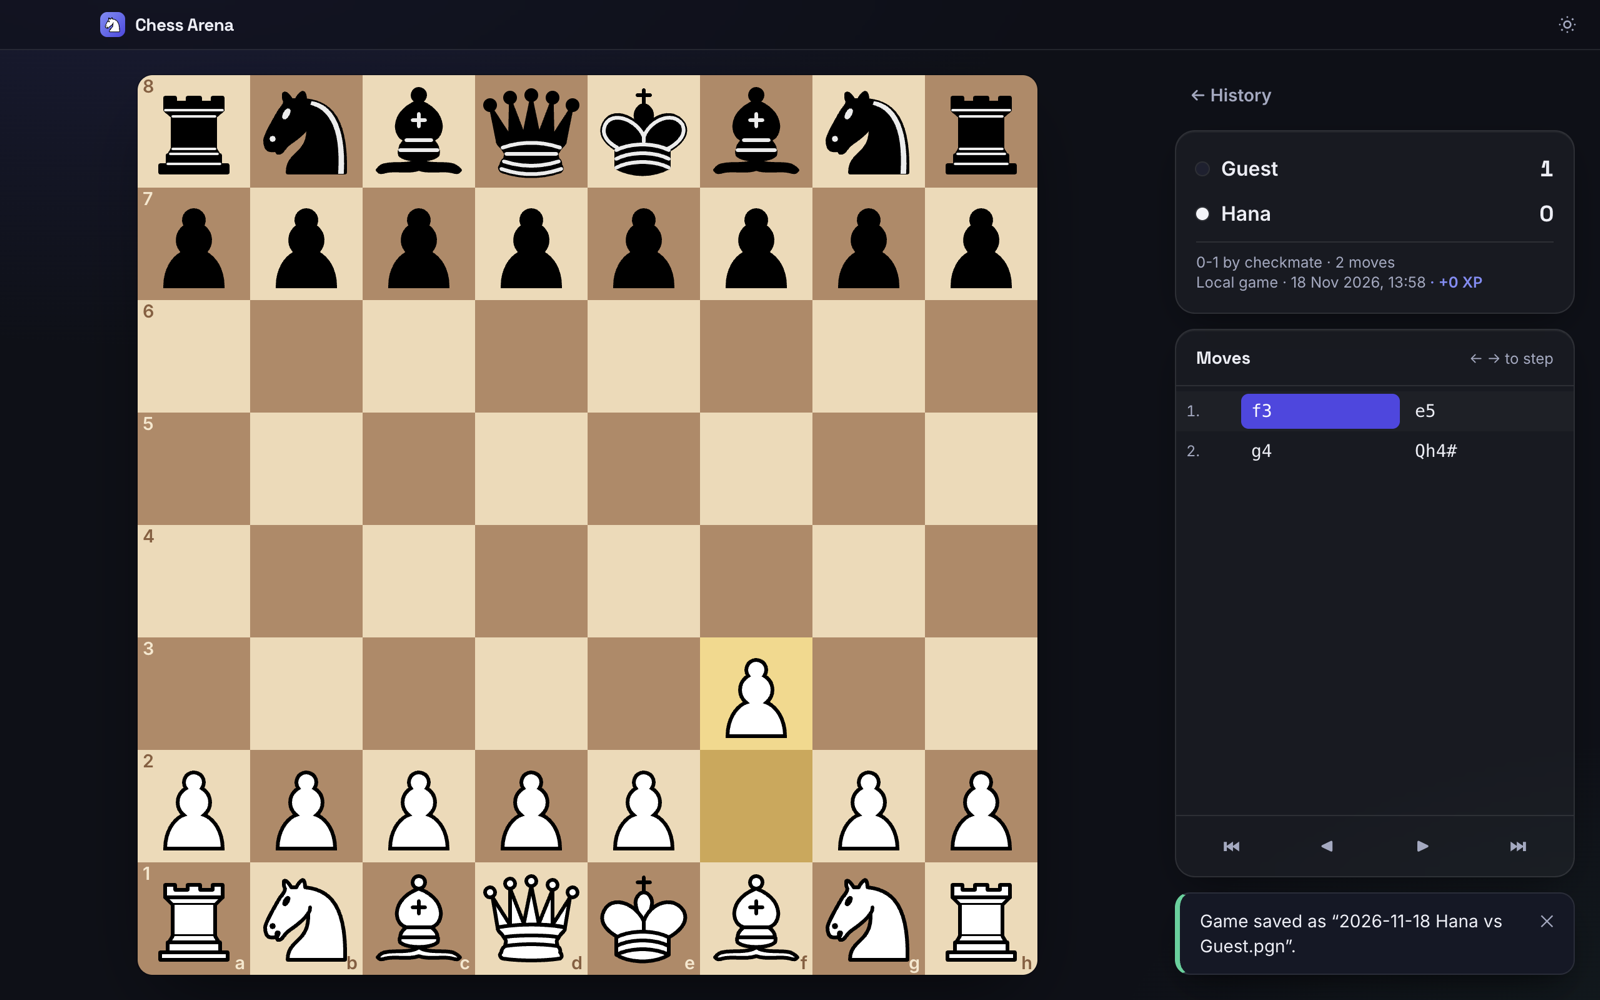 Chess Arena
8
7
6
5
4
3
2
1
a b c d e f g h
← History
Guest 1
Hana 0
0-1 by checkmate · 2 moves
Local game · 18 Nov 2026, 13:58 · +0 XP
Moves ← → to step
1. f3 e5
2. g4 Qh4#
Game saved as “2026-11-18 Hana vs
Guest.pgn”.